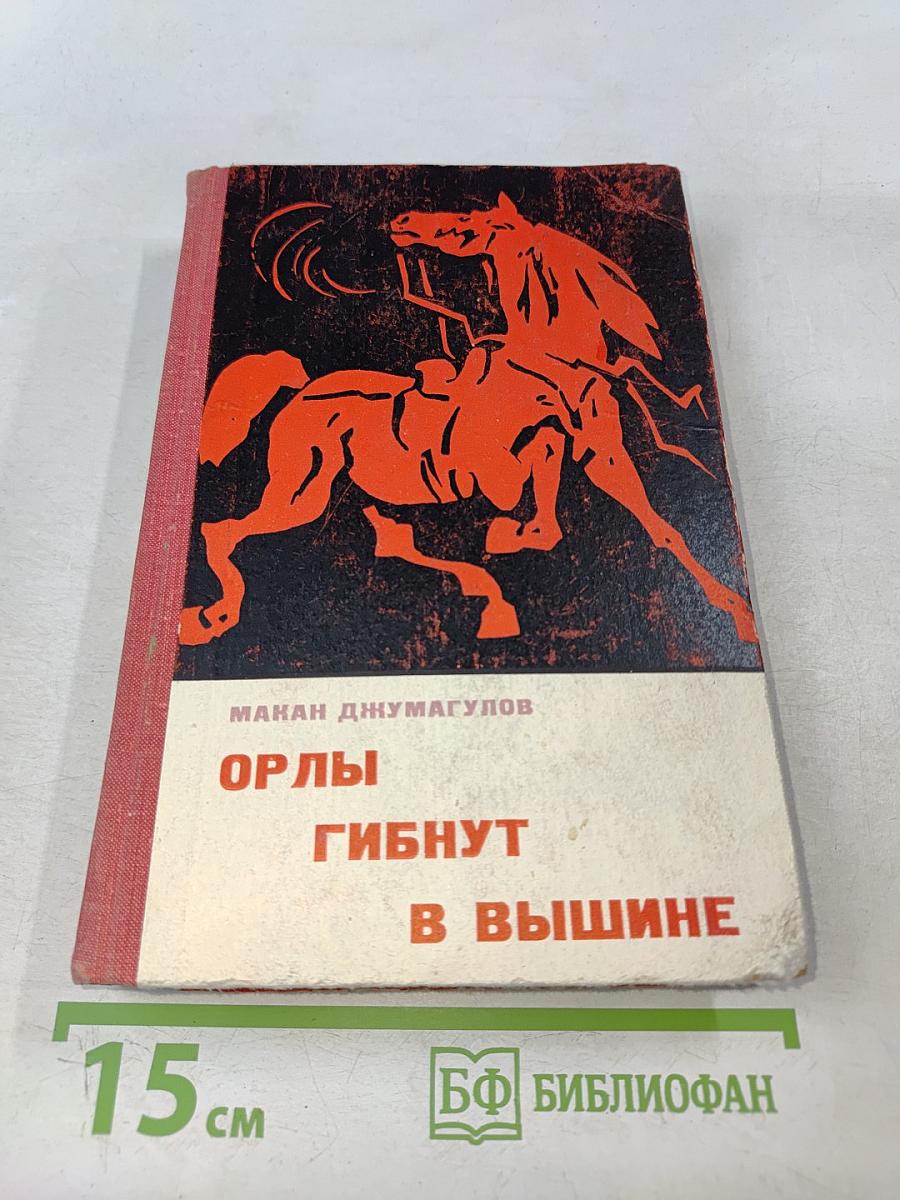 МАКАН ДЖУМАГУЛОВ
ОРЛЫ
ГИБНУТ
В ВЫШИНЕ
15 см
БФ БИБЛИОФАН